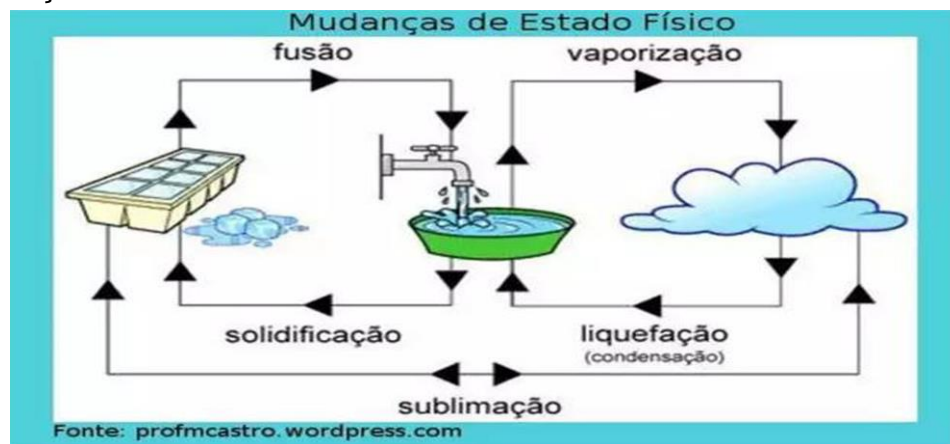 Mudanças de Estado Físico
fusão
vaporização
solidificação
liquefação
(condensação)
sublimação
Fonte: profmcastro.wordpress.com